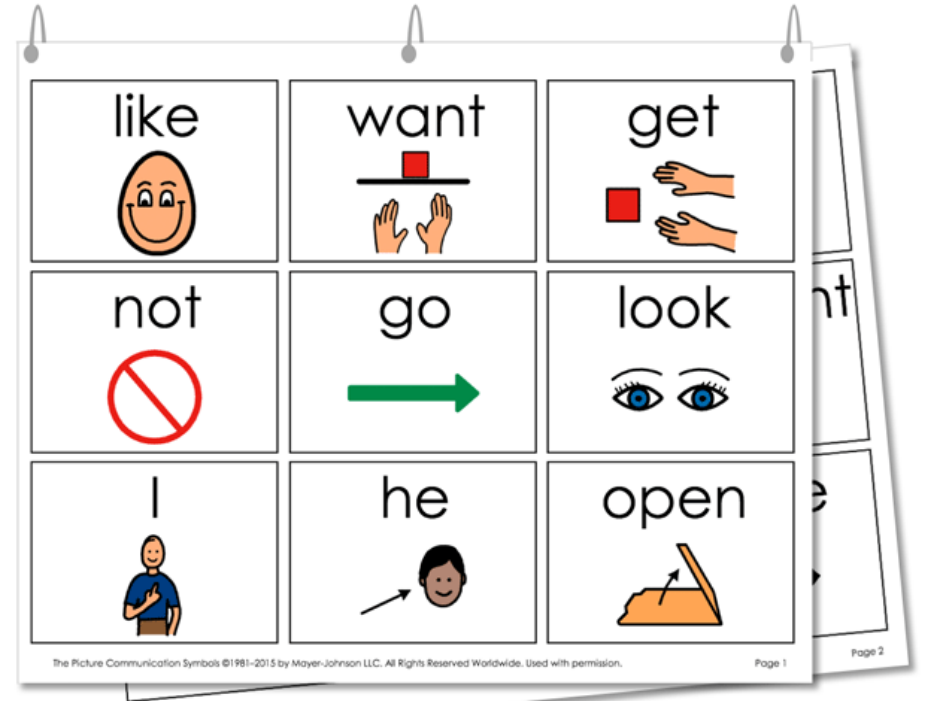 like
want
get
not
go
look
I
he
open
The Picture Communication Symbols ©1981–2015 by Mayer-Johnson LLC. All Rights Reserved Worldwide. Used with permission.
Page 1
nt
e
Page 2